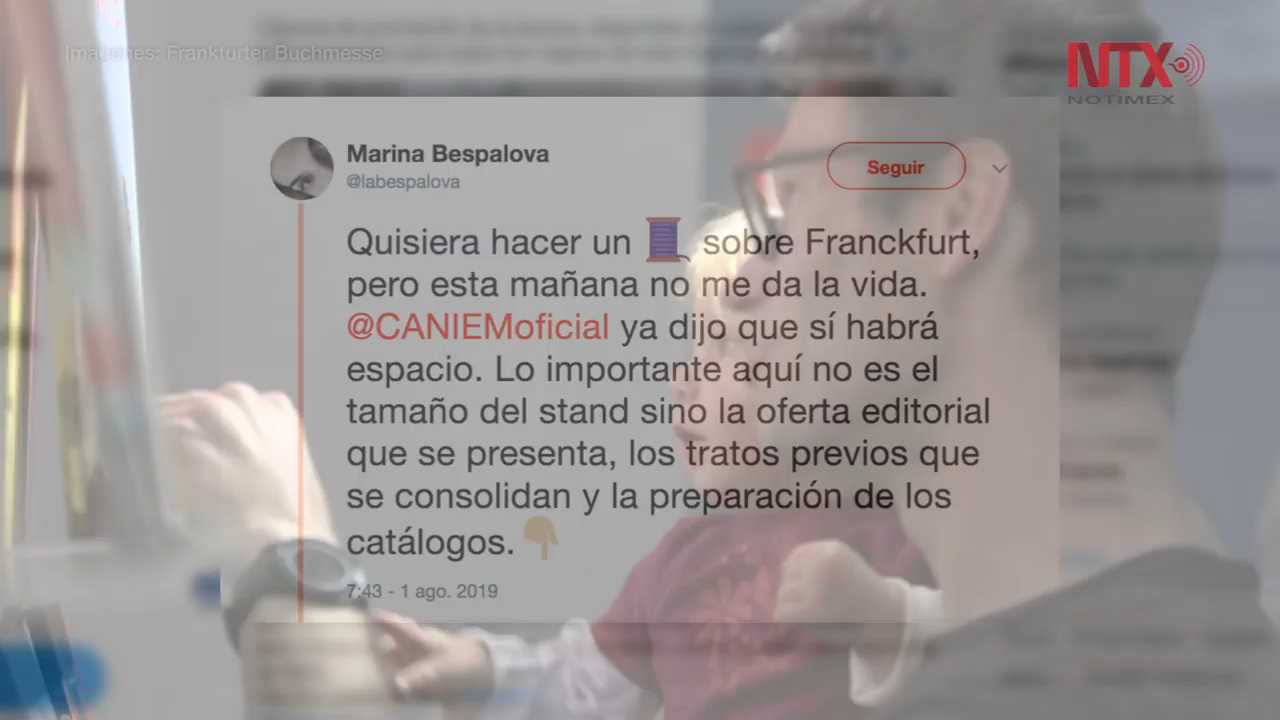 Imágenes: Frankfurter Buchmesse
NTX
NOTIMEX
Marina Bespalova
@labespalova
Seguir
Quisiera hacer un 🧵 sobre Franckfurt,
pero esta mañana no me da la vida.
@CANIEMoficial ya dijo que sí habrá
espacio. Lo importante aquí no es el
tamaño del stand sino la oferta editorial
que se presenta, los tratos previos que
se consolidan y la preparación de los
catálogos. 👇
7:43 - 1 ago. 2019